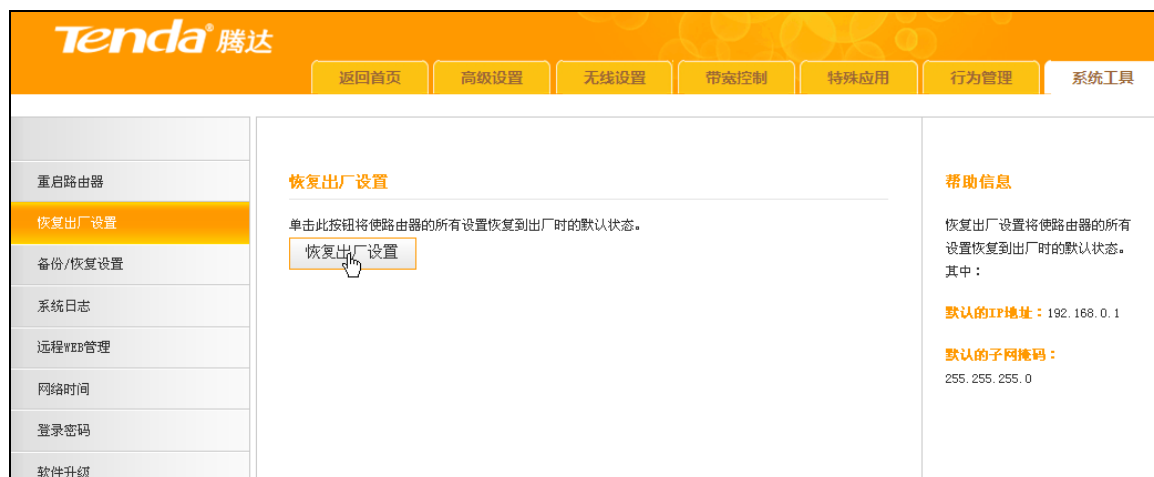 Tenda® 腾达
返回首页 高级设置 无线设置 带宽控制 特殊应用 行为管理 系统工具
重启路由器
恢复出厂设置
备份/恢复设置
系统日志
远程WEB管理
网络时间
登录密码
软件升级
恢复出厂设置
单击此按钮将使路由器的所有设置恢复到出厂时的默认状态。
恢复出厂设置
帮助信息
恢复出厂设置将使路由器的所有
设置恢复到出厂时的默认状态。
其中：
默认的IP地址：192.168.0.1
默认的子网掩码：
255.255.255.0